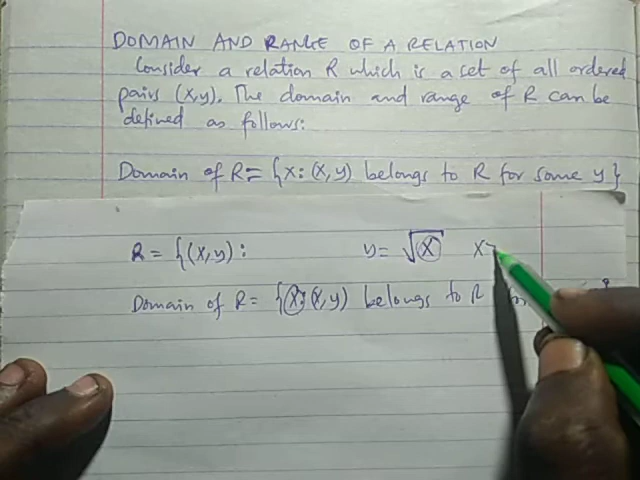 DOMAIN AND RANGE OF A RELATION
Consider a relation R which is a set of all ordered
pairs (x,y). The domain and range of R can be
defined as follows:
Domain of R = {x: (x,y) belongs to R for some y}
R = {(x,y): y = √x x
Domain of R = {x: (x,y) belongs to R